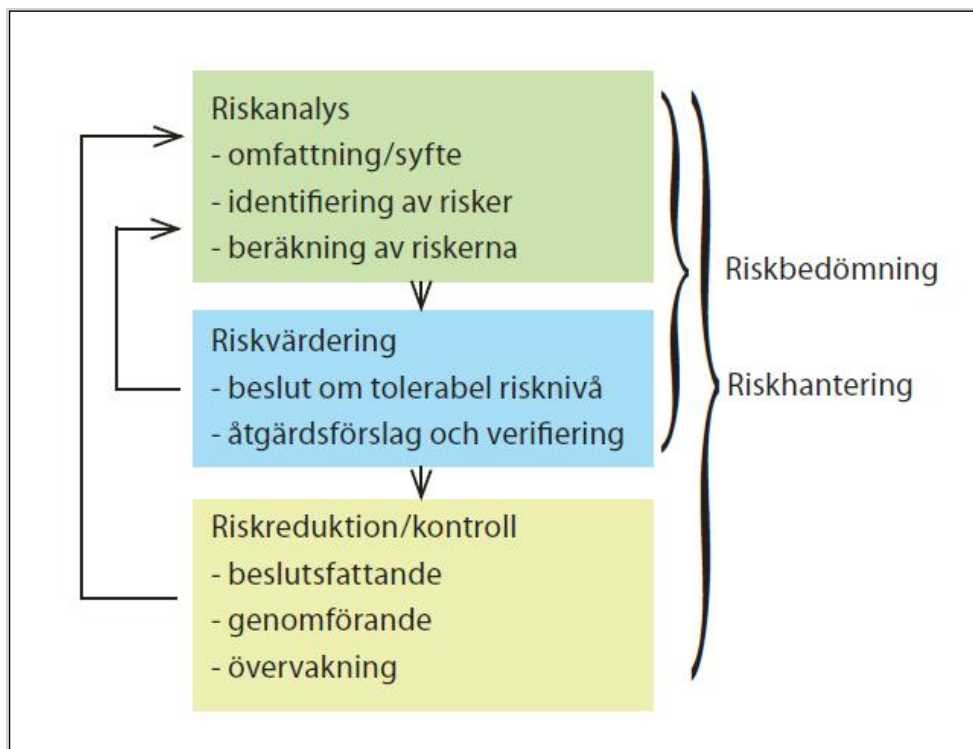 Riskanalys
- omfattning/syfte
- identifiering av risker
- beräkning av riskerna
Riskvärdering
- beslut om tolerabel risknivå
- åtgärdsförslag och verifiering
Riskreduktion/kontroll
- beslutsfattande
- genomförande
- övervakning
Riskbedömning
Riskhantering